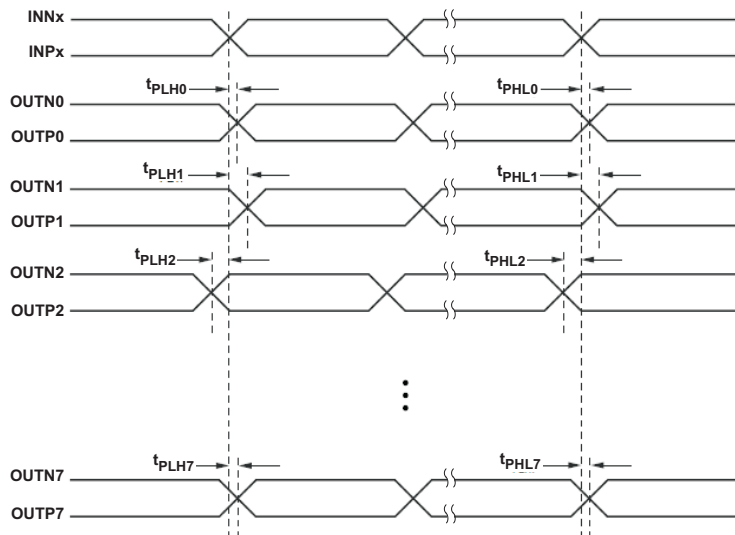 INNx
INPx
tPLH0 tPHL0
OUTN0
OUTP0
tPLH1 tPHL1
OUTN1
OUTP1
tPLH2 tPHL2
OUTN2
OUTP2
tPLH7 tPHL7
OUTN7
OUTP7